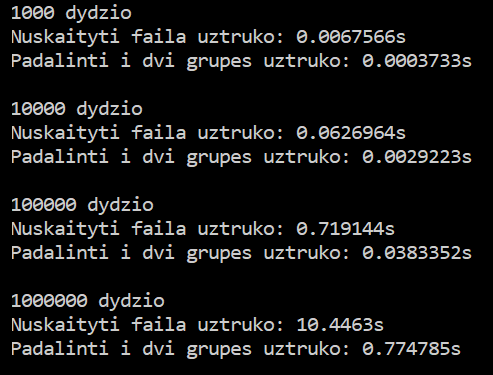 1000 dydzio
Nuskaityti faila uztruko: 0.0067566s
Padalinti i dvi grupes uztruko: 0.0003733s
10000 dydzio
Nuskaityti faila uztruko: 0.0626964s
Padalinti i dvi grupes uztruko: 0.0029223s
100000 dydzio
Nuskaityti faila uztruko: 0.719144s
Padalinti i dvi grupes uztruko: 0.0383352s
1000000 dydzio
Nuskaityti faila uztruko: 10.4463s
Padalinti i dvi grupes uztruko: 0.774785s